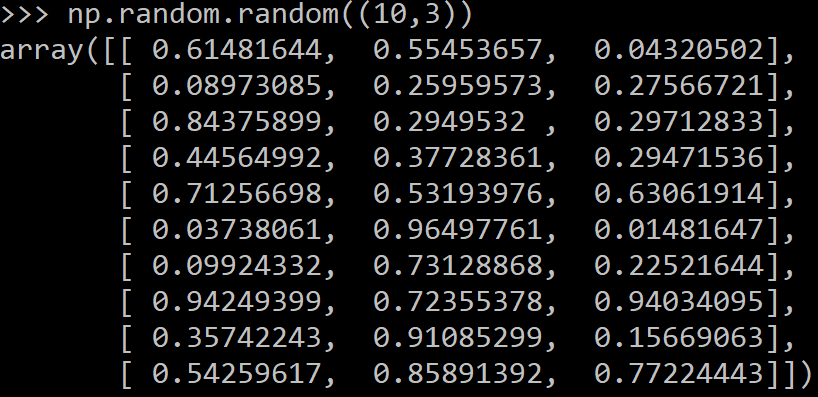 >>> np.random.random((10,3))
array([[ 0.61481644,  0.55453657,  0.04320502],
       [ 0.08973085,  0.25959573,  0.27566721],
       [ 0.84375899,  0.2949532 ,  0.29712833],
       [ 0.44564992,  0.37728361,  0.29471536],
       [ 0.71256698,  0.53193976,  0.63061914],
       [ 0.03738061,  0.96497761,  0.01481647],
       [ 0.09924332,  0.73128868,  0.22521644],
       [ 0.94249399,  0.72355378,  0.94034095],
       [ 0.35742243,  0.91085299,  0.15669063],
       [ 0.54259617,  0.85891392,  0.77224443]])